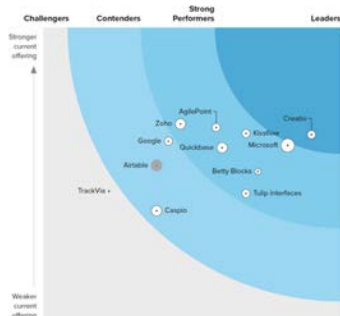 Challengers
Contenders
Strong
Performers
Leaders
Stronger
current
offering
AgilePoint
Zoho
Creatio
Kissflow
Google
Quickbase
Microsoft
Airtable
Betty Blocks
TrackVia
Tulip Interfaces
Caspio
Weaker
current
offering